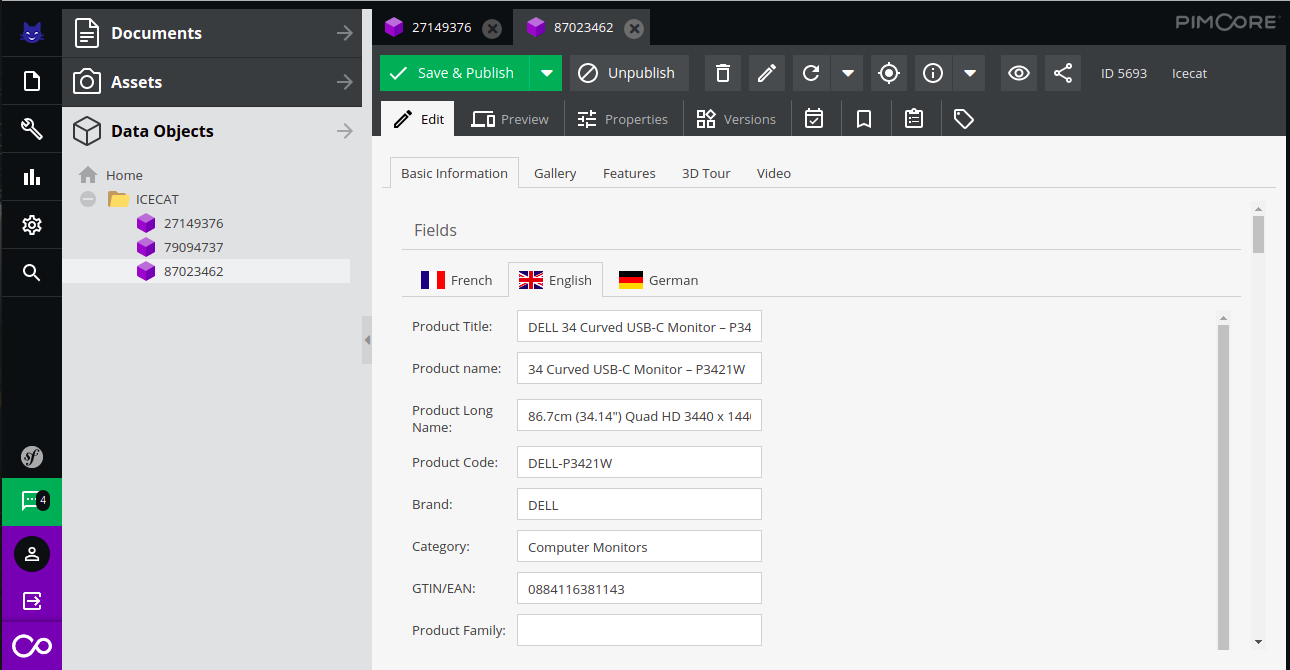 27149376
87023462
PIMCORE
Documents
Assets
Data Objects
Home
ICECAT
27149376
79094737
87023462
sf
4
Save & Publish
Unpublish
ID 5693
Icecat
Edit
Preview
Properties
Versions
Basic Information
Gallery
Features
3D Tour
Video
Fields
French
English
German
Product Title:
DELL 34 Curved USB-C Monitor – P34
Product name:
34 Curved USB-C Monitor – P3421W
Product Long
Name:
86.7cm (34.14") Quad HD 3440 x 144
Product Code:
DELL-P3421W
Brand:
DELL
Category:
Computer Monitors
GTIN/EAN:
0884116381143
Product Family: